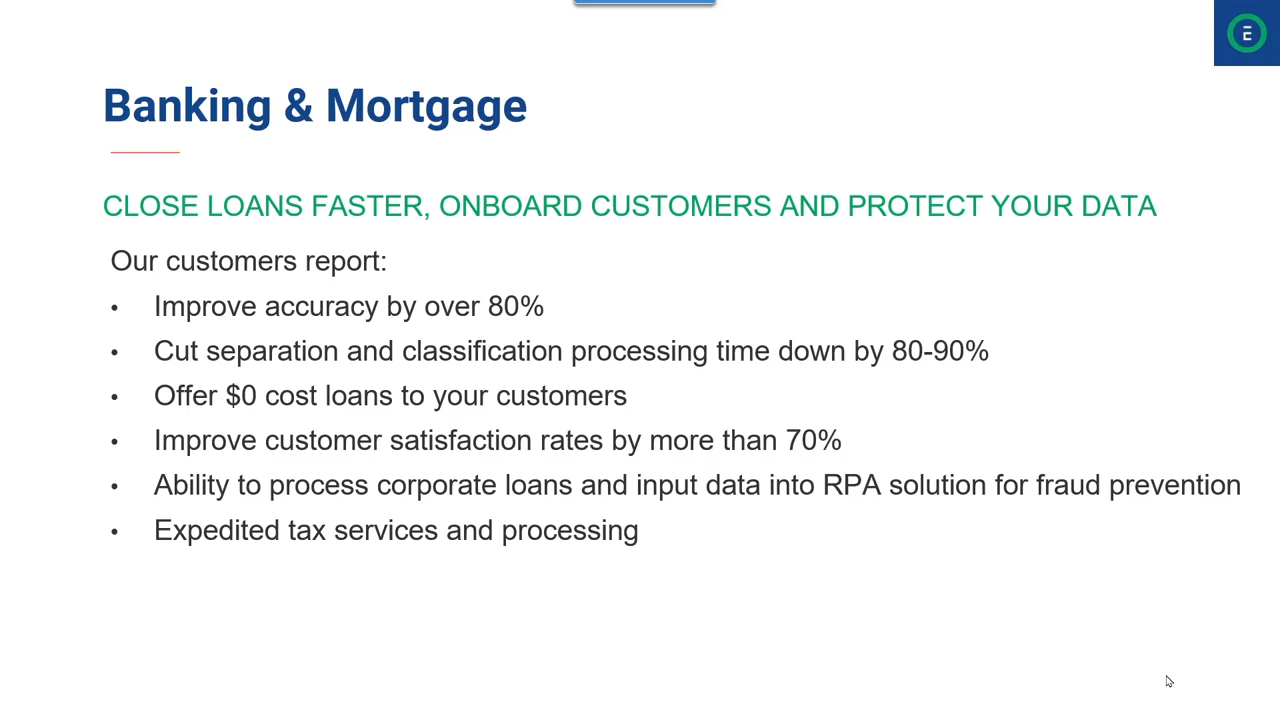 E
Banking & Mortgage
CLOSE LOANS FASTER, ONBOARD CUSTOMERS AND PROTECT YOUR DATA
Our customers report:
• Improve accuracy by over 80%
• Cut separation and classification processing time down by 80-90%
• Offer $0 cost loans to your customers
• Improve customer satisfaction rates by more than 70%
• Ability to process corporate loans and input data into RPA solution for fraud prevention
• Expedited tax services and processing